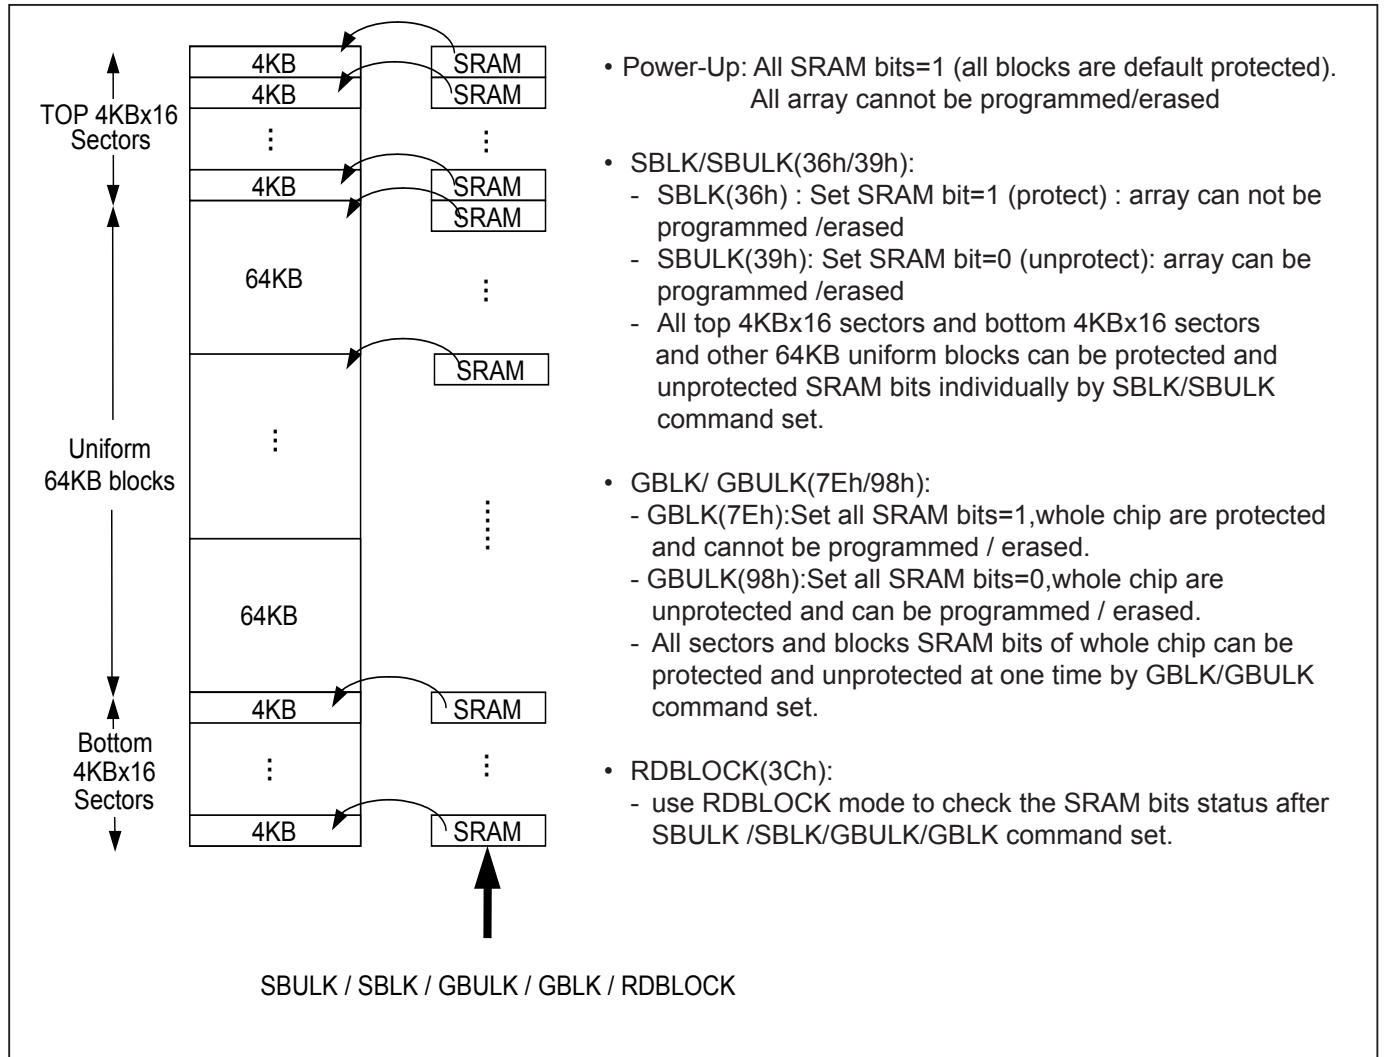 4KB
SRAM
4KB
SRAM
TOP 4KBx16
Sectors
4KB
SRAM
SRAM
64KB
SRAM
Uniform
64KB blocks
64KB
4KB
SRAM
Bottom
4KBx16
Sectors
4KB
SRAM
SBULK / SBLK / GBULK / GBLK / RDBLOCK
• Power-Up: All SRAM bits=1 (all blocks are default protected).
All array cannot be programmed/erased
• SBLK/SBULK(36h/39h):
- SBLK(36h) : Set SRAM bit=1 (protect) : array can not be
programmed /erased
- SBULK(39h): Set SRAM bit=0 (unprotect): array can be
programmed /erased
- All top 4KBx16 sectors and bottom 4KBx16 sectors
and other 64KB uniform blocks can be protected and
unprotected SRAM bits individually by SBLK/SBULK
command set.
• GBLK/ GBULK(7Eh/98h):
- GBLK(7Eh):Set all SRAM bits=1,whole chip are protected
and cannot be programmed / erased.
- GBULK(98h):Set all SRAM bits=0,whole chip are
unprotected and can be programmed / erased.
- All sectors and blocks SRAM bits of whole chip can be
protected and unprotected at one time by GBLK/GBULK
command set.
• RDBLOCK(3Ch):
- use RDBLOCK mode to check the SRAM bits status after
SBULK /SBLK/GBULK/GBLK command set.